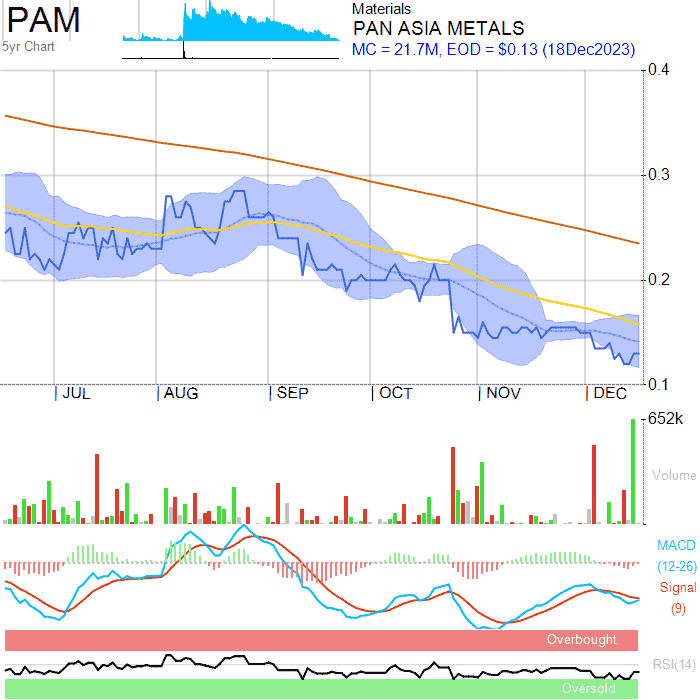 PAM
5yr Chart
Materials
PAN ASIA METALS
MC = 21.7M, EOD = $0.13 (18Dec2023)
0.4
0.3
0.2
0.1
JUL AUG SEP OCT NOV DEC
652k
Volume
MACD
(12-26)
Signal
(9)
Overbought
RSI(14)
Oversold